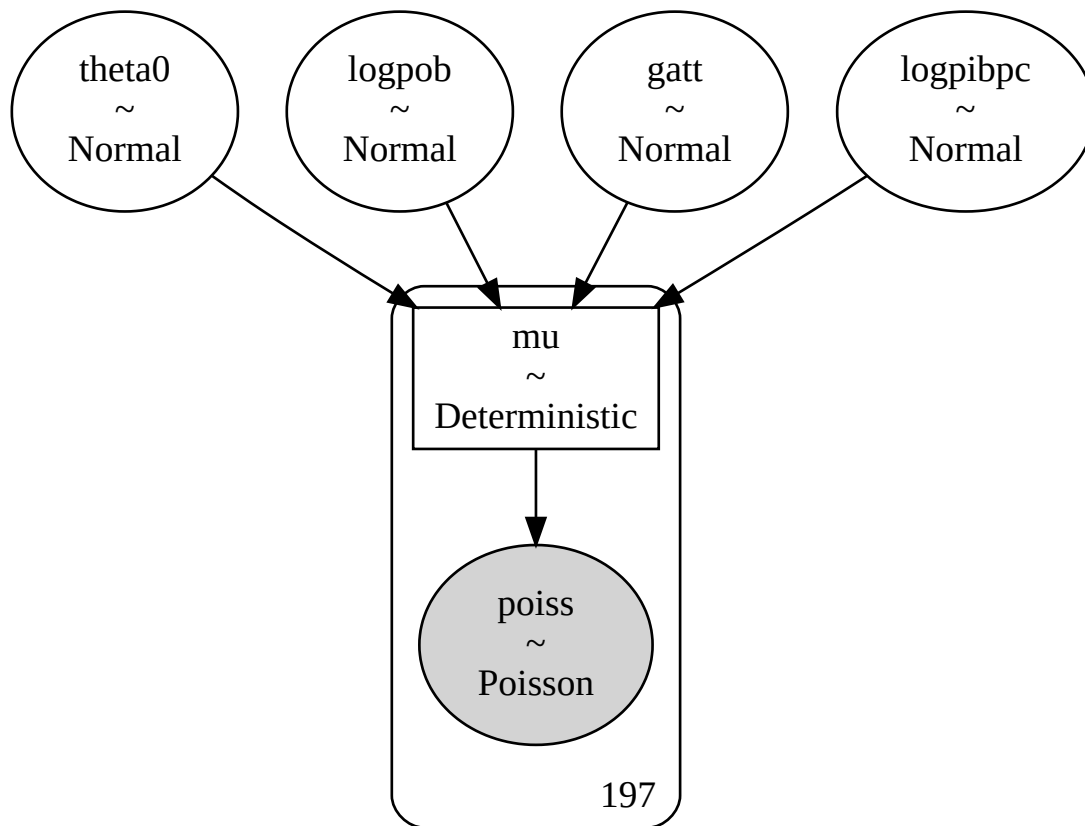 theta0
~
Normal
logpob
~
Normal
gatt
~
Normal
logpibpc
~
Normal
mu
~
Deterministic
poiss
~
Poisson
197